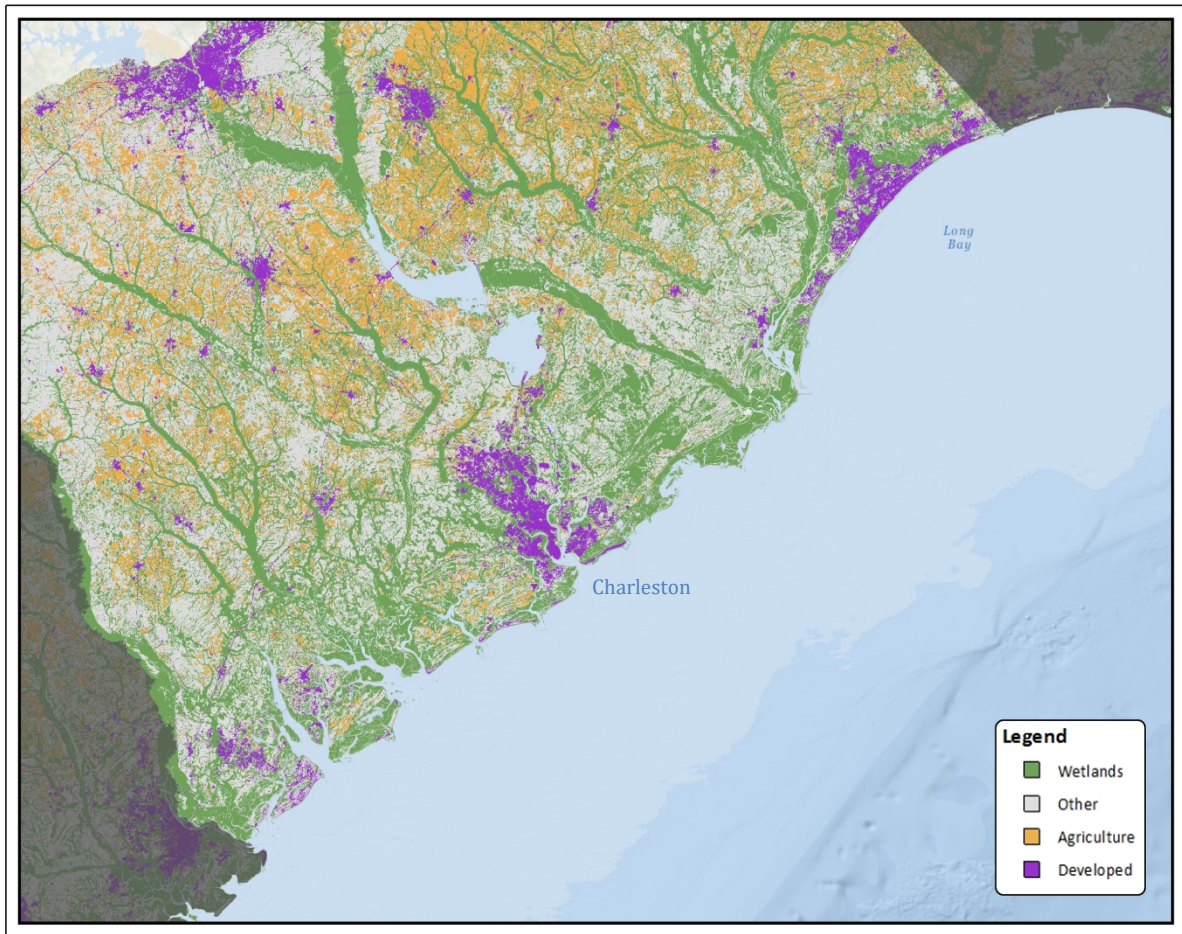 Long
Bay
Charleston
Legend
Wetlands
Other
Agriculture
Developed